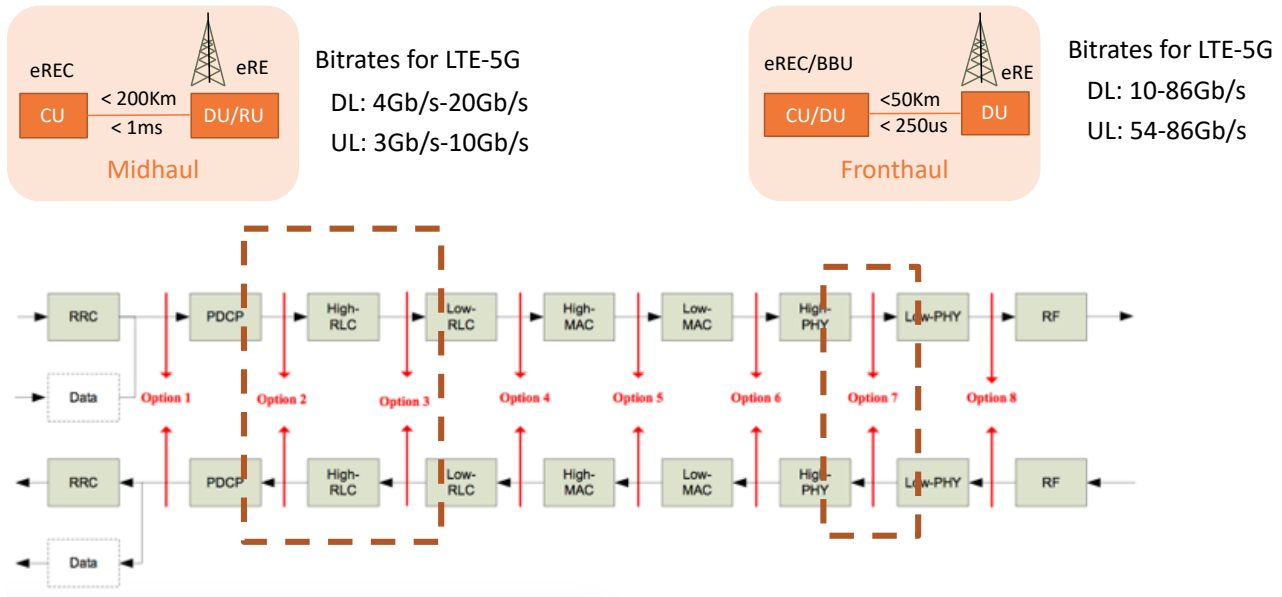 eREC
eRE
CU
< 200Km
< 1ms
DU/RU
Midhaul
Bitrates for LTE-5G
DL: 4Gb/s-20Gb/s
UL: 3Gb/s-10Gb/s
eREC/BBU
eRE
CU/DU
<50Km
< 250us
DU
Fronthaul
Bitrates for LTE-5G
DL: 10-86Gb/s
UL: 54-86Gb/s
RRC
PDCP
High-
RLC
Low-
RLC
High-
MAC
Low-
MAC
High-
PHY
Low-PHY
RF
Data
Option 1
Option 2
Option 3
Option 4
Option 5
Option 6
Option 7
Option 8
RRC
PDCP
High-
RLC
Low-
RLC
High-
MAC
Low-
MAC
High-
PHY
Low-PHY
RF
Data